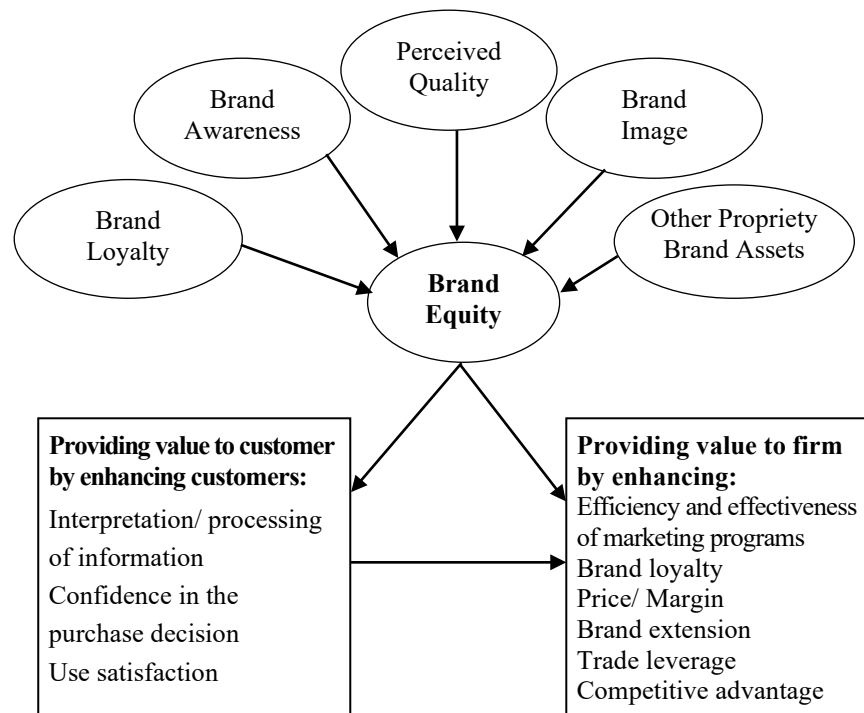 Perceived
Quality
Brand
Awareness
Brand
Image
Brand
Loyalty
Other Propriety
Brand Assets
Brand
Equity
Providing value to customer
by enhancing customers:
Interpretation/ processing
of information
Confidence in the
purchase decision
Use satisfaction
Providing value to firm
by enhancing:
Efficiency and effectiveness
of marketing programs
Brand loyalty
Price/ Margin
Brand extension
Trade leverage
Competitive advantage